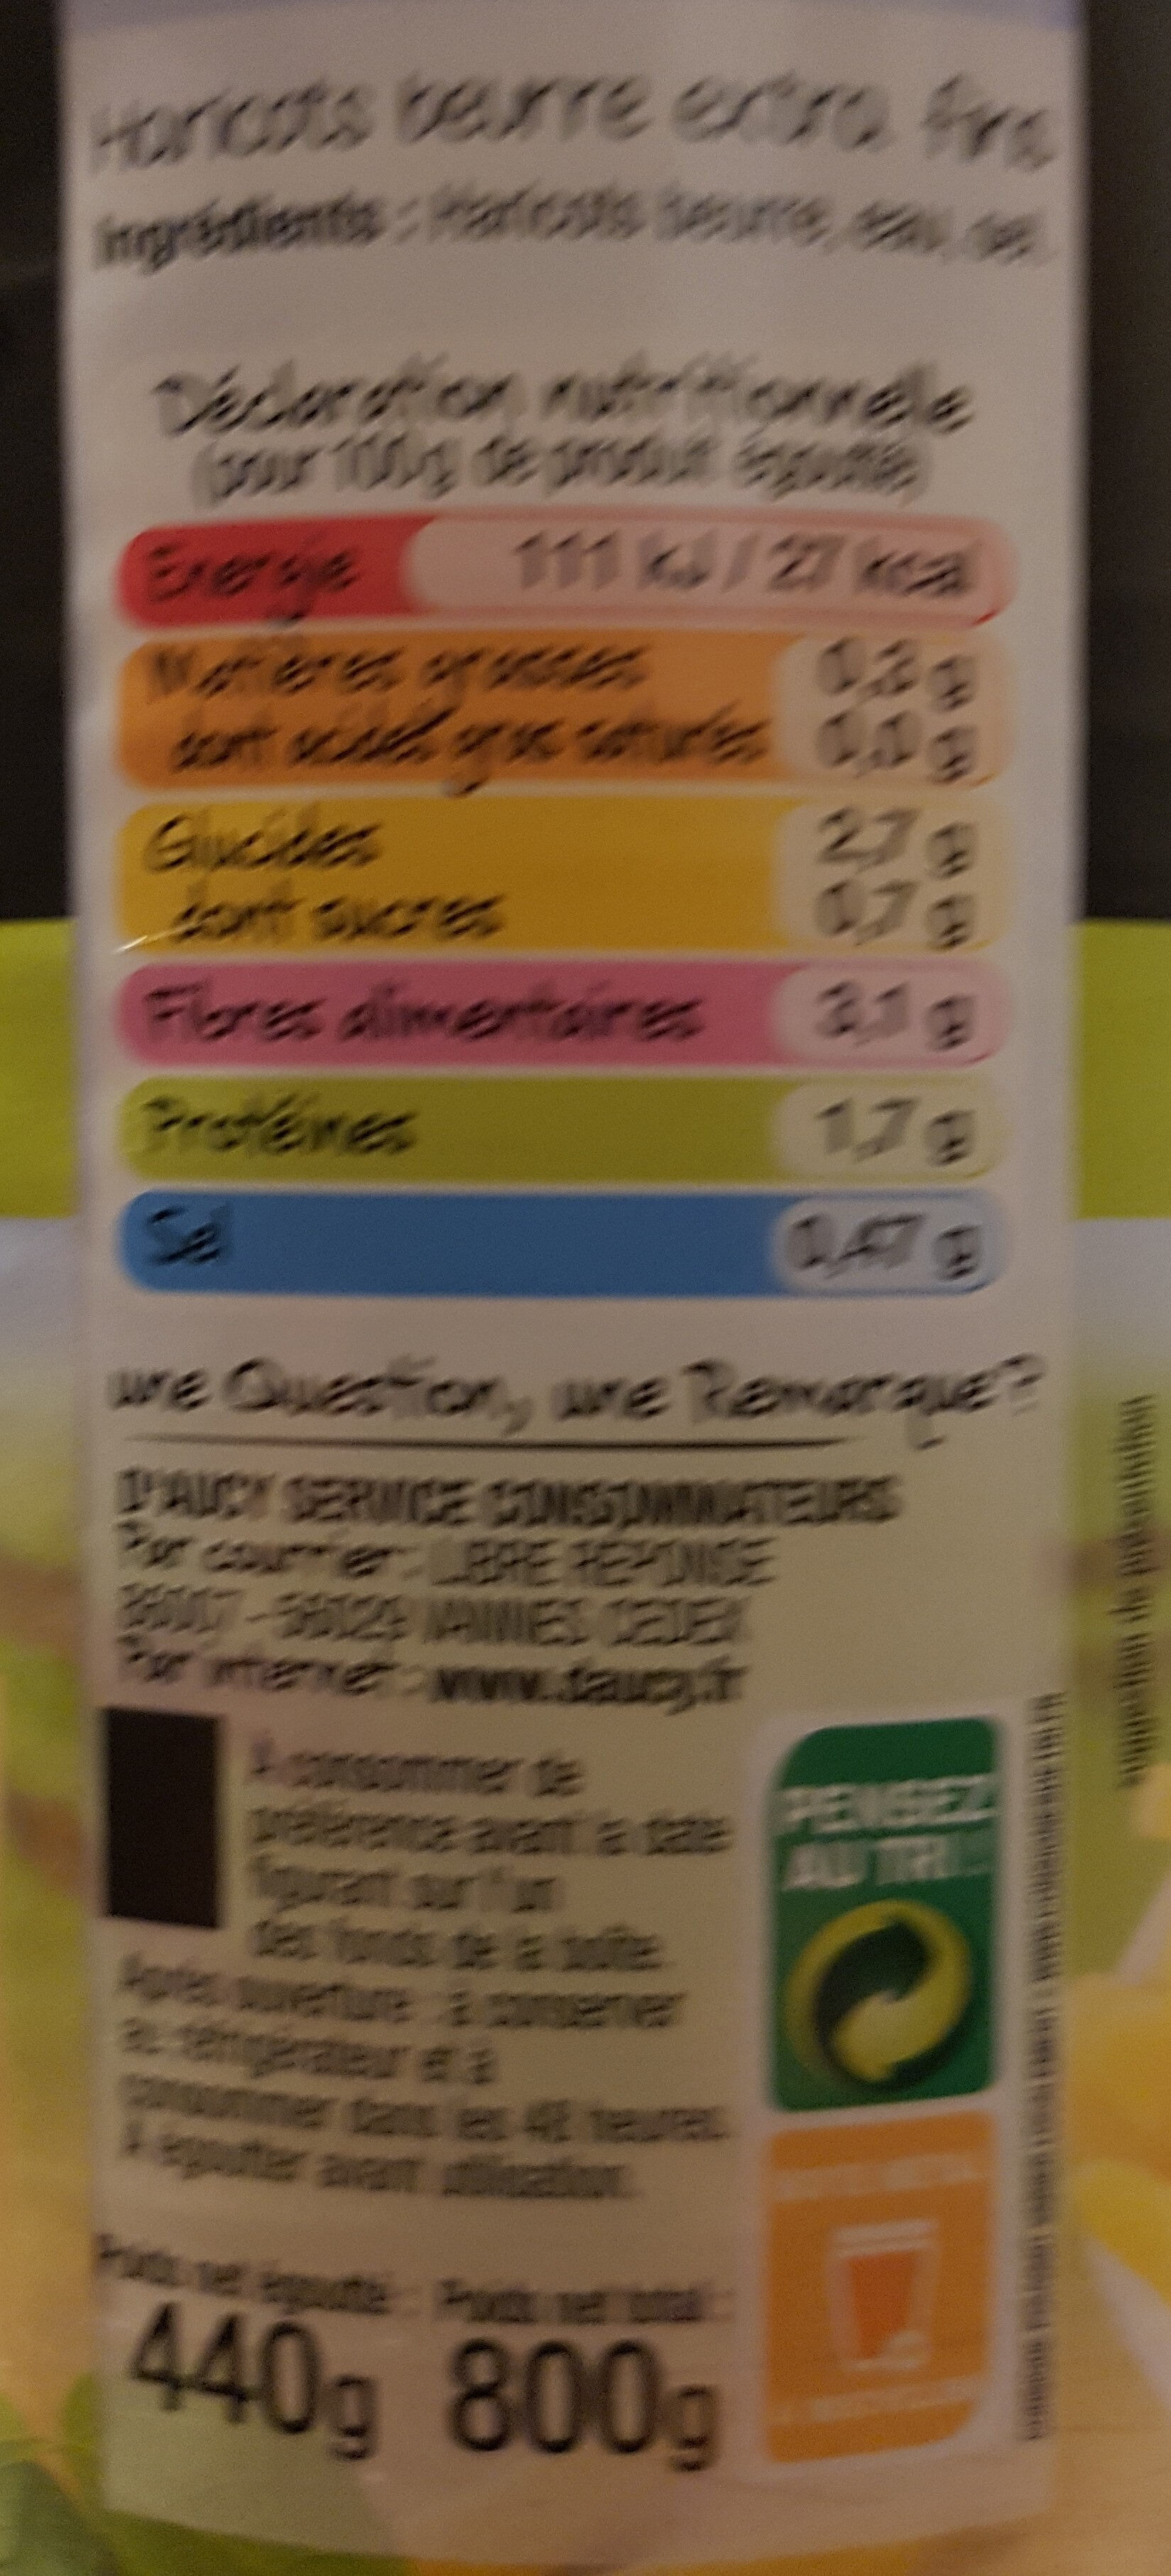 Haricots beurre extra fins
Ingrédients : Haricots beurre, eau, sel.
Déclaration nutritionnelle
(pour 100g de produit égoutté)
Energie 111 kJ / 27 kcal
Matières grasses 0,2 g
dont acides gras saturés 0,0 g
Glucides 2,7 g
dont sucres 0,7 g
Fibres alimentaires 3,1 g
Protéines 1,7 g
Sel 0,47 g
une Question, une Remarque?
D'AUCY SERVICE CONSOMMATEURS
Par courrier : LIBRE REPONSE
VANNES CEDEX
Par internet : www.daucy.fr
A consommer de
préférence avant la date
figurant sur l'un
des fonds de la boîte.
Après ouverture : à conserver
au réfrigérateur et à
consommer dans les 48 heures.
A égoutter avant utilisation.
PENSEZ
AU TRI !
Poids net égoutté : Poids net total :
440g 800g
Suggestion de présentation